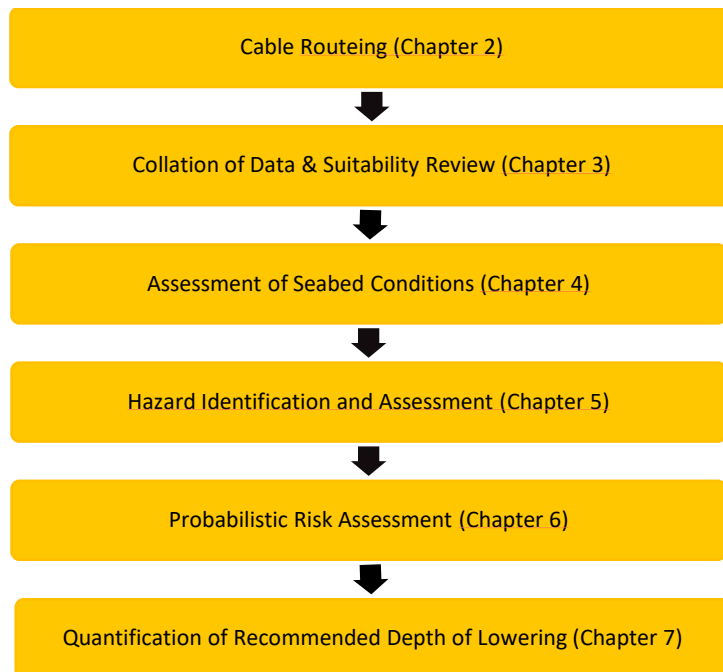 Cable Routeing (Chapter 2)
Collation of Data & Suitability Review (Chapter 3)
Assessment of Seabed Conditions (Chapter 4)
Hazard Identification and Assessment (Chapter 5)
Probabilistic Risk Assessment (Chapter 6)
Quantification of Recommended Depth of Lowering (Chapter 7)